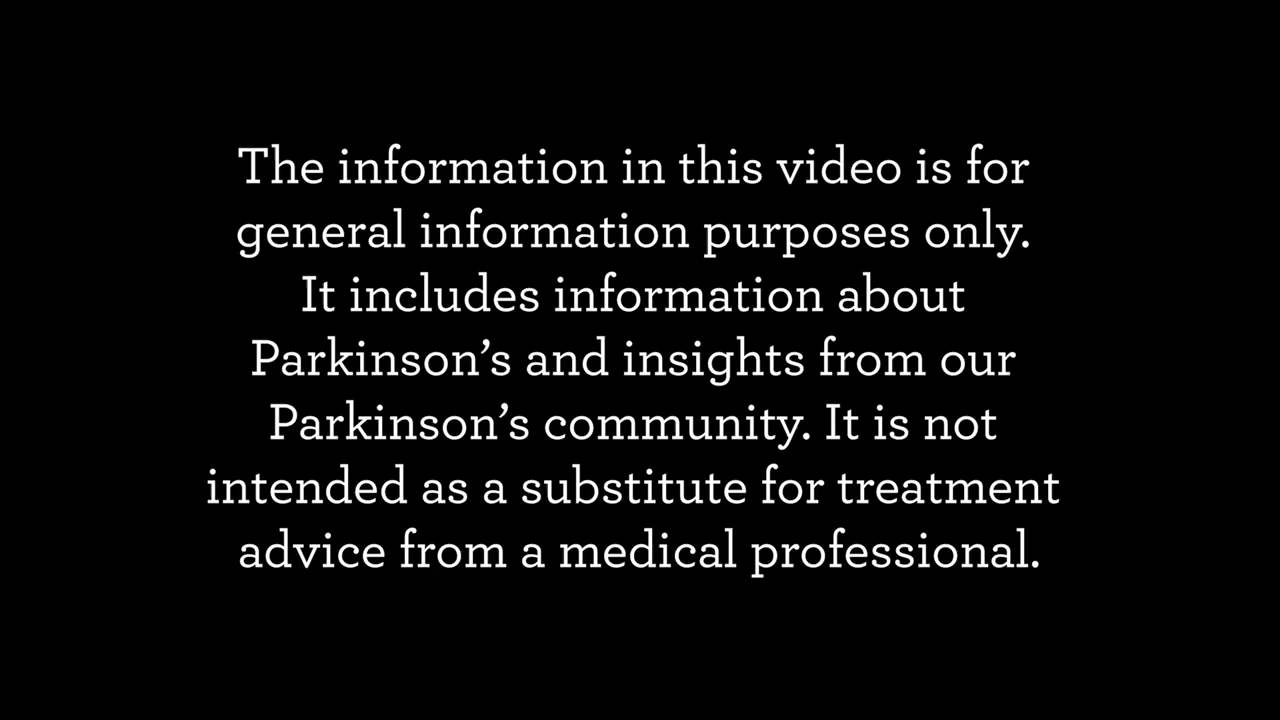 The information in this video is for
general information purposes only.
It includes information about
Parkinson’s and insights from our
Parkinson’s community. It is not
intended as a substitute for treatment
advice from a medical professional.